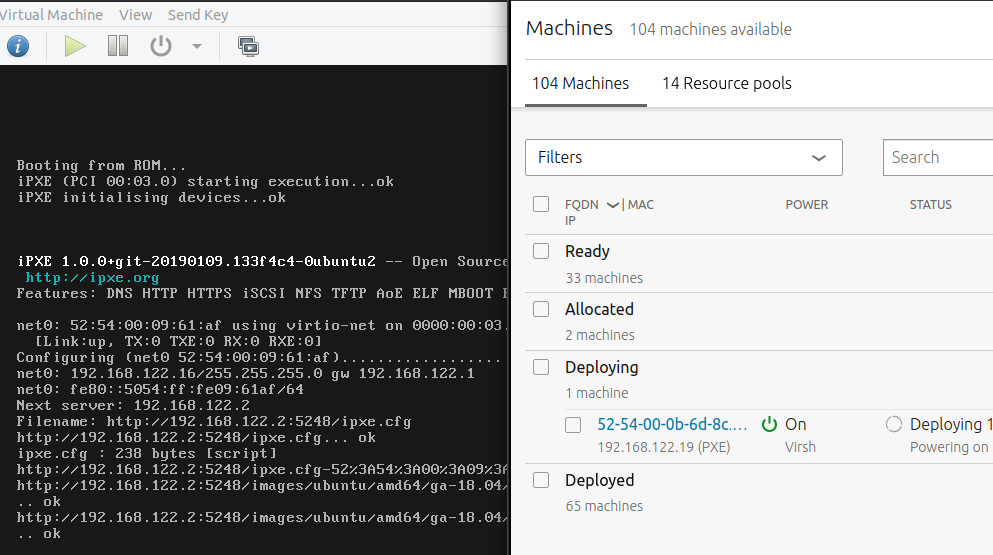 Virtual Machine View Send Key
Booting from ROM...
iPXE (PCI 00:03.0) starting execution...ok
iPXE initialising devices...ok
iPXE 1.0.0+git-20190109.133f4c4-0ubuntu2 -- Open Source
http://ipxe.org
Features: DNS HTTP HTTPS iSCSI NFS TFTP AoE ELF MBOOT
net0: 52:54:00:09:61:af using virtio-net on 0000:00:03.
[Link:up, TX:0 TXE:0 RX:0 RXE:0]
Configuring (net0 52:54:00:09:61:af)..................
net0: 192.168.122.16/255.255.255.0 gw 192.168.122.1
net0: fe80::5054:ff:fe09:61af/64
Next server: 192.168.122.2
Filename: http://192.168.122.2:5248/ipxe.cfg
http://192.168.122.2:5248/ipxe.cfg... ok
ipxe.cfg : 238 bytes [script]
http://192.168.122.2:5248/ipxe.cfg-52%3A54%3A00%3A09%3A
http://192.168.122.2:5248/images/ubuntu/amd64/ga-18.04/
.. ok
http://192.168.122.2:5248/images/ubuntu/amd64/ga-18.04/
.. ok
Machines 104 machines available
104 Machines 14 Resource pools
Filters
Search
FQDN | MAC POWER STATUS
IP
Ready
33 machines
Allocated
2 machines
Deploying
1 machine
52-54-00-0b-6d-8c.... On Deploying 1
192.168.122.19 (PXE) Virsh Powering on
Deployed
65 machines